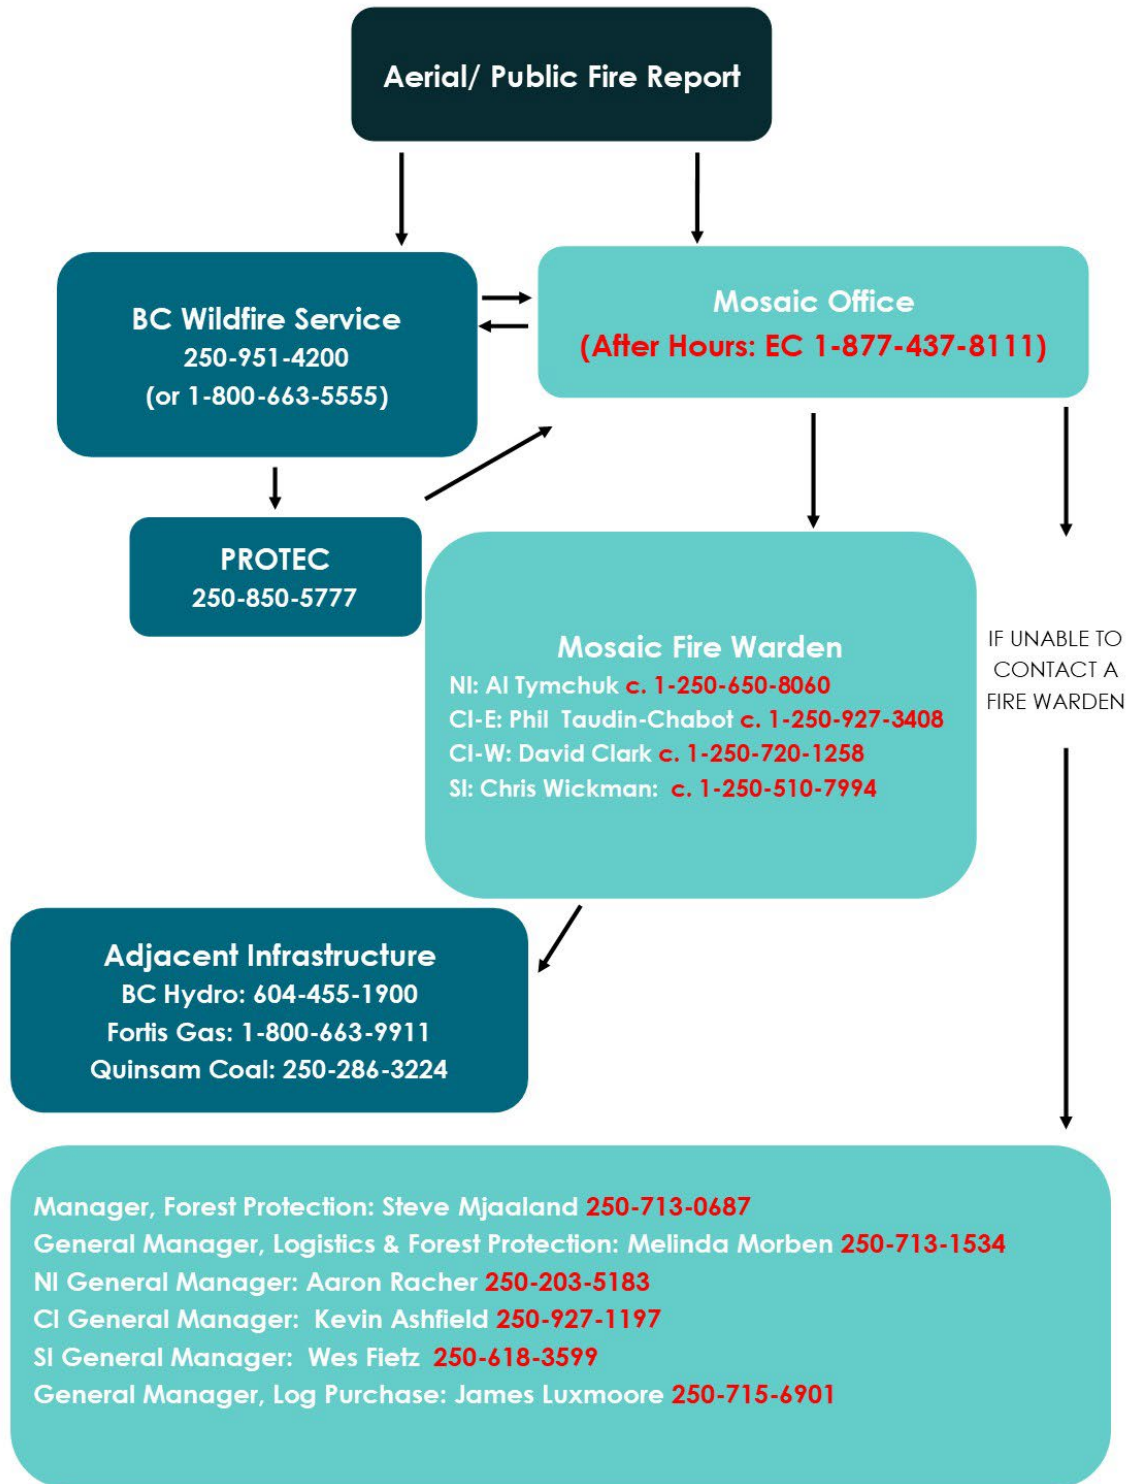 Aerial/ Public Fire Report
BC Wildfire Service
250-951-4200
(or 1-800-663-5555)
Mosaic Office
(After Hours: EC 1-877-437-8111)
PROTEC
250-850-5777
Mosaic Fire Warden
NI: Al Tymchuk c. 1-250-650-8060
CI-E: Phil Taudin-Chabot c. 1-250-927-3408
CI-W: David Clark c. 1-250-720-1258
SI: Chris Wickman: c. 1-250-510-7994
IF UNABLE TO
CONTACT A
FIRE WARDEN
Adjacent Infrastructure
BC Hydro: 604-455-1900
Fortis Gas: 1-800-663-9911
Quinsam Coal: 250-286-3224
Manager, Forest Protection: Steve Mjaaland 250-713-0687
General Manager, Logistics & Forest Protection: Melinda Morben 250-713-1534
NI General Manager: Aaron Racher 250-203-5183
CI General Manager: Kevin Ashfield 250-927-1197
SI General Manager: Wes Fietz 250-618-3599
General Manager, Log Purchase: James Luxmoore 250-715-6901